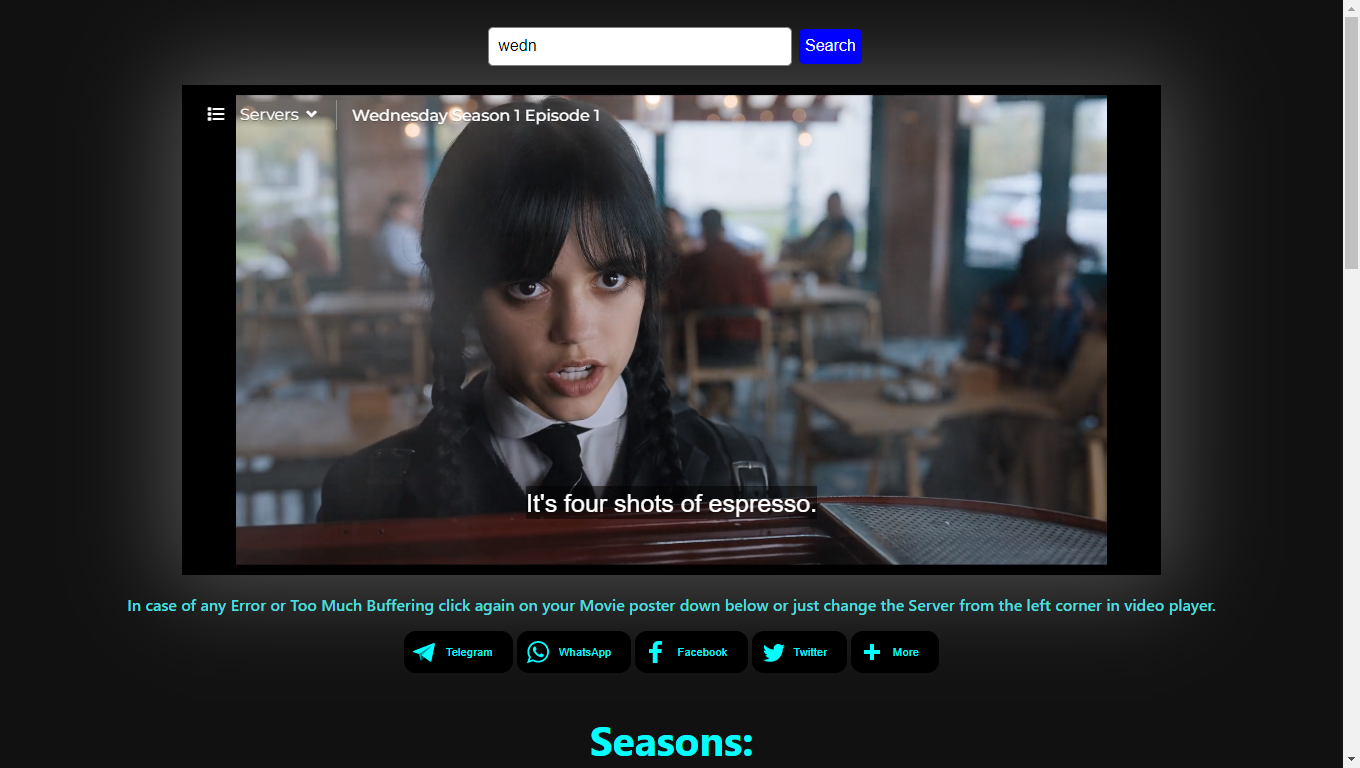 wedn Search
Servers Wednesday Season 1 Episode 1
It's four shots of espresso.
In case of any Error or Too Much Buffering click again on your Movie poster down below or just change the Server from the left corner in video player.
Telegram WhatsApp Facebook Twitter More
Seasons: